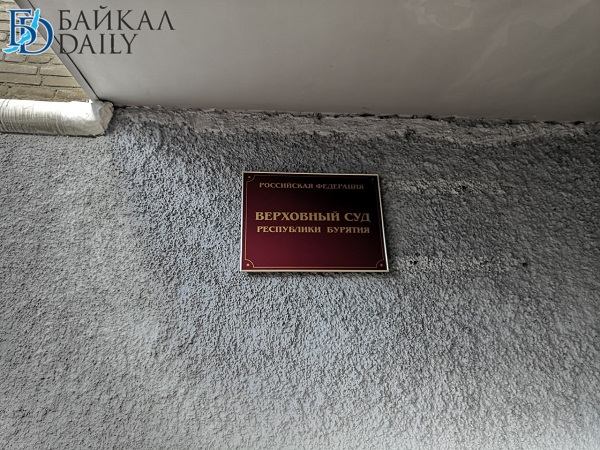 БАЙКАЛ
DAILY
РОССИЙСКАЯ ФЕДЕРАЦИЯ
ВЕРХОВНЫЙ СУД
РЕСПУБЛИКИ БУРЯТИЯ